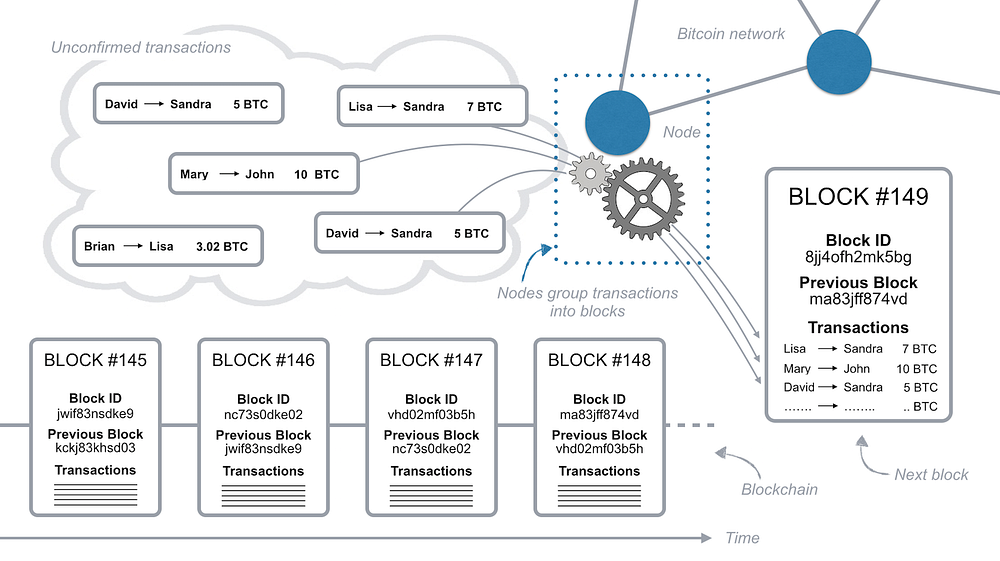 Unconfirmed transactions
Bitcoin network
David Sandra 5 BTC
Lisa Sandra 7 BTC
Node
Mary John 10 BTC
David Sandra 5 BTC
Brian Lisa 3.02 BTC
Nodes group transactions
into blocks
BLOCK #149
Block ID
8jj4ofh2mk5bg
Previous Block
ma83jff874vd
Transactions
Lisa Sandra 7 BTC
Mary John 10 BTC
David Sandra 5 BTC
....... ........ .. BTC
BLOCK #145
Block ID
jwif83nsdke9
Previous Block
kckj83khsd03
Transactions
BLOCK #146
Block ID
nc73s0dke02
Previous Block
jwif83nsdke9
Transactions
BLOCK #147
Block ID
vhd02mf03b5h
Previous Block
nc73s0dke02
Transactions
BLOCK #148
Block ID
ma83jff874vd
Previous Block
vhd02mf03b5h
Transactions
Blockchain
Next block
Time